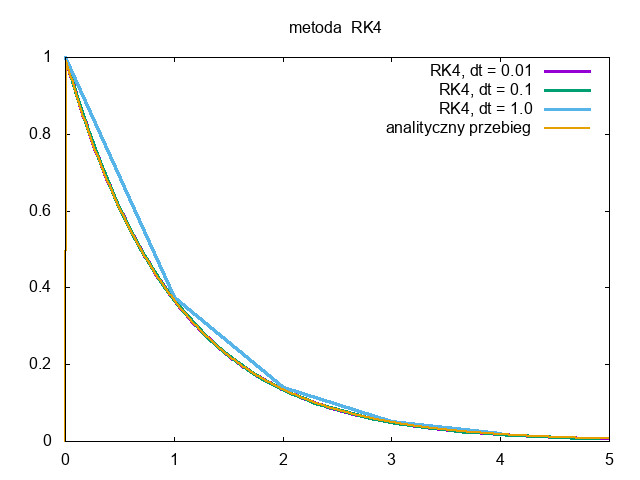 metoda  RK4
RK4, dt = 0.01
RK4, dt = 0.1
RK4, dt = 1.0
analityczny przebieg
1
0.8
0.6
0.4
0.2
0
0 1 2 3 4 5